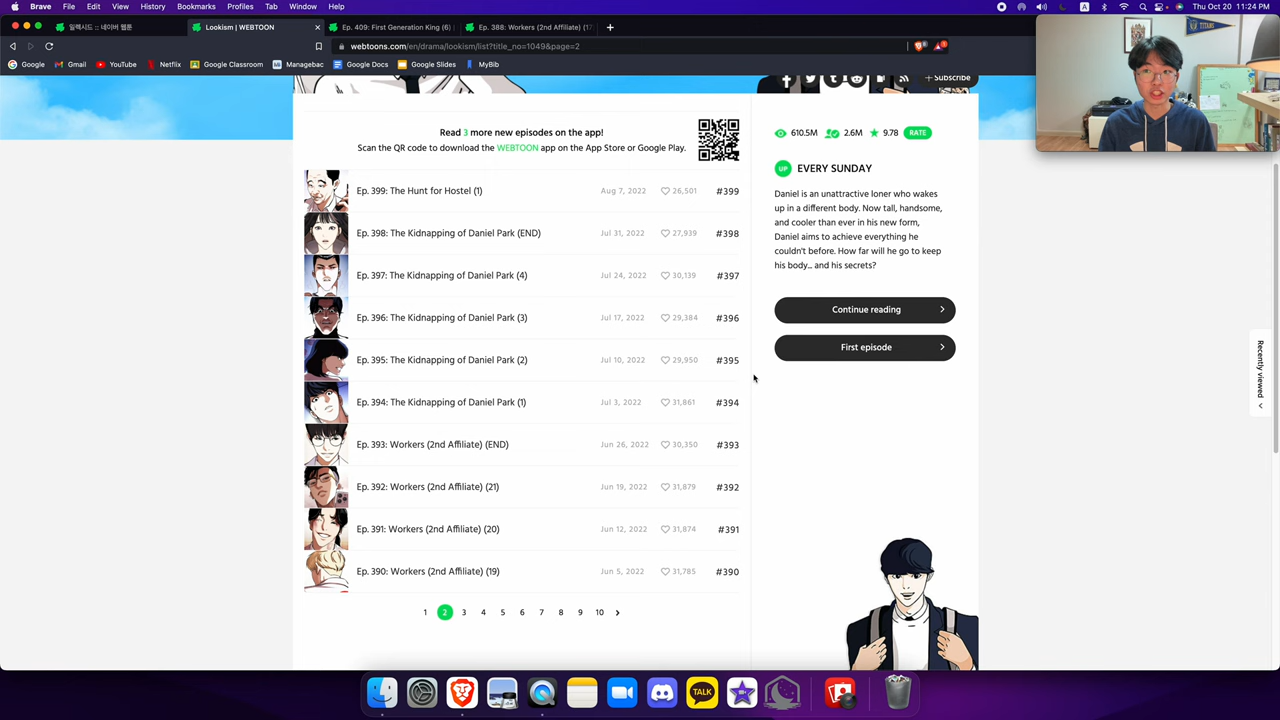 Brave File Edit View History Bookmarks Profiles Tab Window Help
A Thu Oct 20 11:24 PM
일렉시드 :: 네이버 웹툰
Lookism | WEBTOON
Ep. 409: First Generation King (6)
Ep. 388: Workers (2nd Affiliate) (17
webtoons.com/en/drama/lookism/list?title_no=1049&page=2
Google Gmail YouTube Netflix Google Classroom Managebac Google Docs Google Slides MyBib
TITANS
+ Subscribe
Read 3 more new episodes on the app!
Scan the QR code to download the WEBTOON app on the App Store or Google Play.
Ep. 399: The Hunt for Hostel (1) Aug 7, 2022 26,501 #399
Ep. 398: The Kidnapping of Daniel Park (END) Jul 31, 2022 27,939 #398
Ep. 397: The Kidnapping of Daniel Park (4) Jul 24, 2022 30,139 #397
Ep. 396: The Kidnapping of Daniel Park (3) Jul 17, 2022 29,384 #396
Ep. 395: The Kidnapping of Daniel Park (2) Jul 10, 2022 29,950 #395
Ep. 394: The Kidnapping of Daniel Park (1) Jul 3, 2022 31,861 #394
Ep. 393: Workers (2nd Affiliate) (END) Jun 26, 2022 30,350 #393
Ep. 392: Workers (2nd Affiliate) (21) Jun 19, 2022 31,879 #392
Ep. 391: Workers (2nd Affiliate) (20) Jun 12, 2022 31,874 #391
Ep. 390: Workers (2nd Affiliate) (19) Jun 5, 2022 31,785 #390
1 2 3 4 5 6 7 8 9 10
610.5M 2.6M 9.78 RATE
UP EVERY SUNDAY
Daniel is an unattractive loner who wakes
up in a different body. Now tall, handsome,
and cooler than ever in his new form,
Daniel aims to achieve everything he
couldn't before. How far will he go to keep
his body... and his secrets?
Continue reading
First episode
Recently viewed
TALK